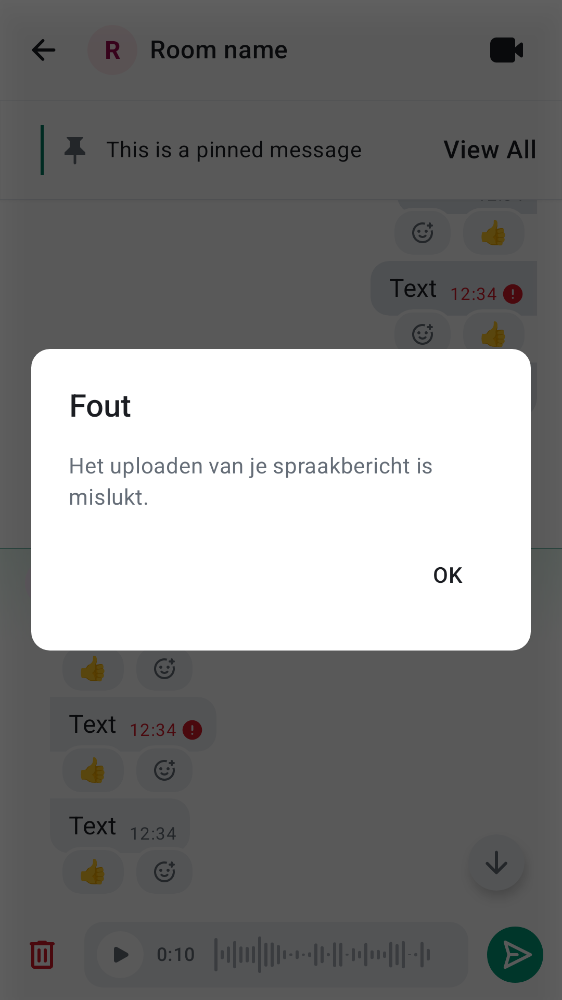 R Room name
This is a pinned message View All
Text 12:34
Fout
Het uploaden van je spraakbericht is
mislukt.
OK
Text 12:34
Text 12:34
0:10